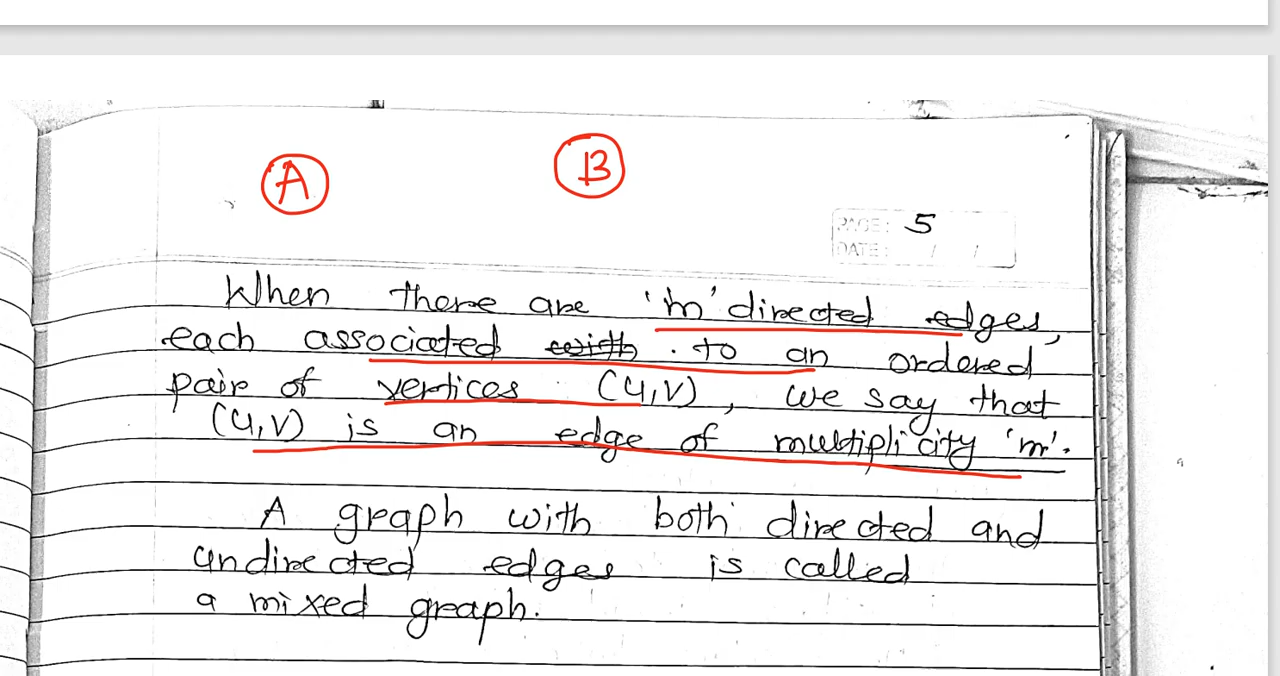 A B
PAGE: 5
DATE: / /
When there are 'm' directed edges,
each associated with to an ordered
pair of vertices (u,v), we say that
(u,v) is an edge of multiplicity 'm'.
A graph with both directed and
undirected edges is called
a mixed graph.